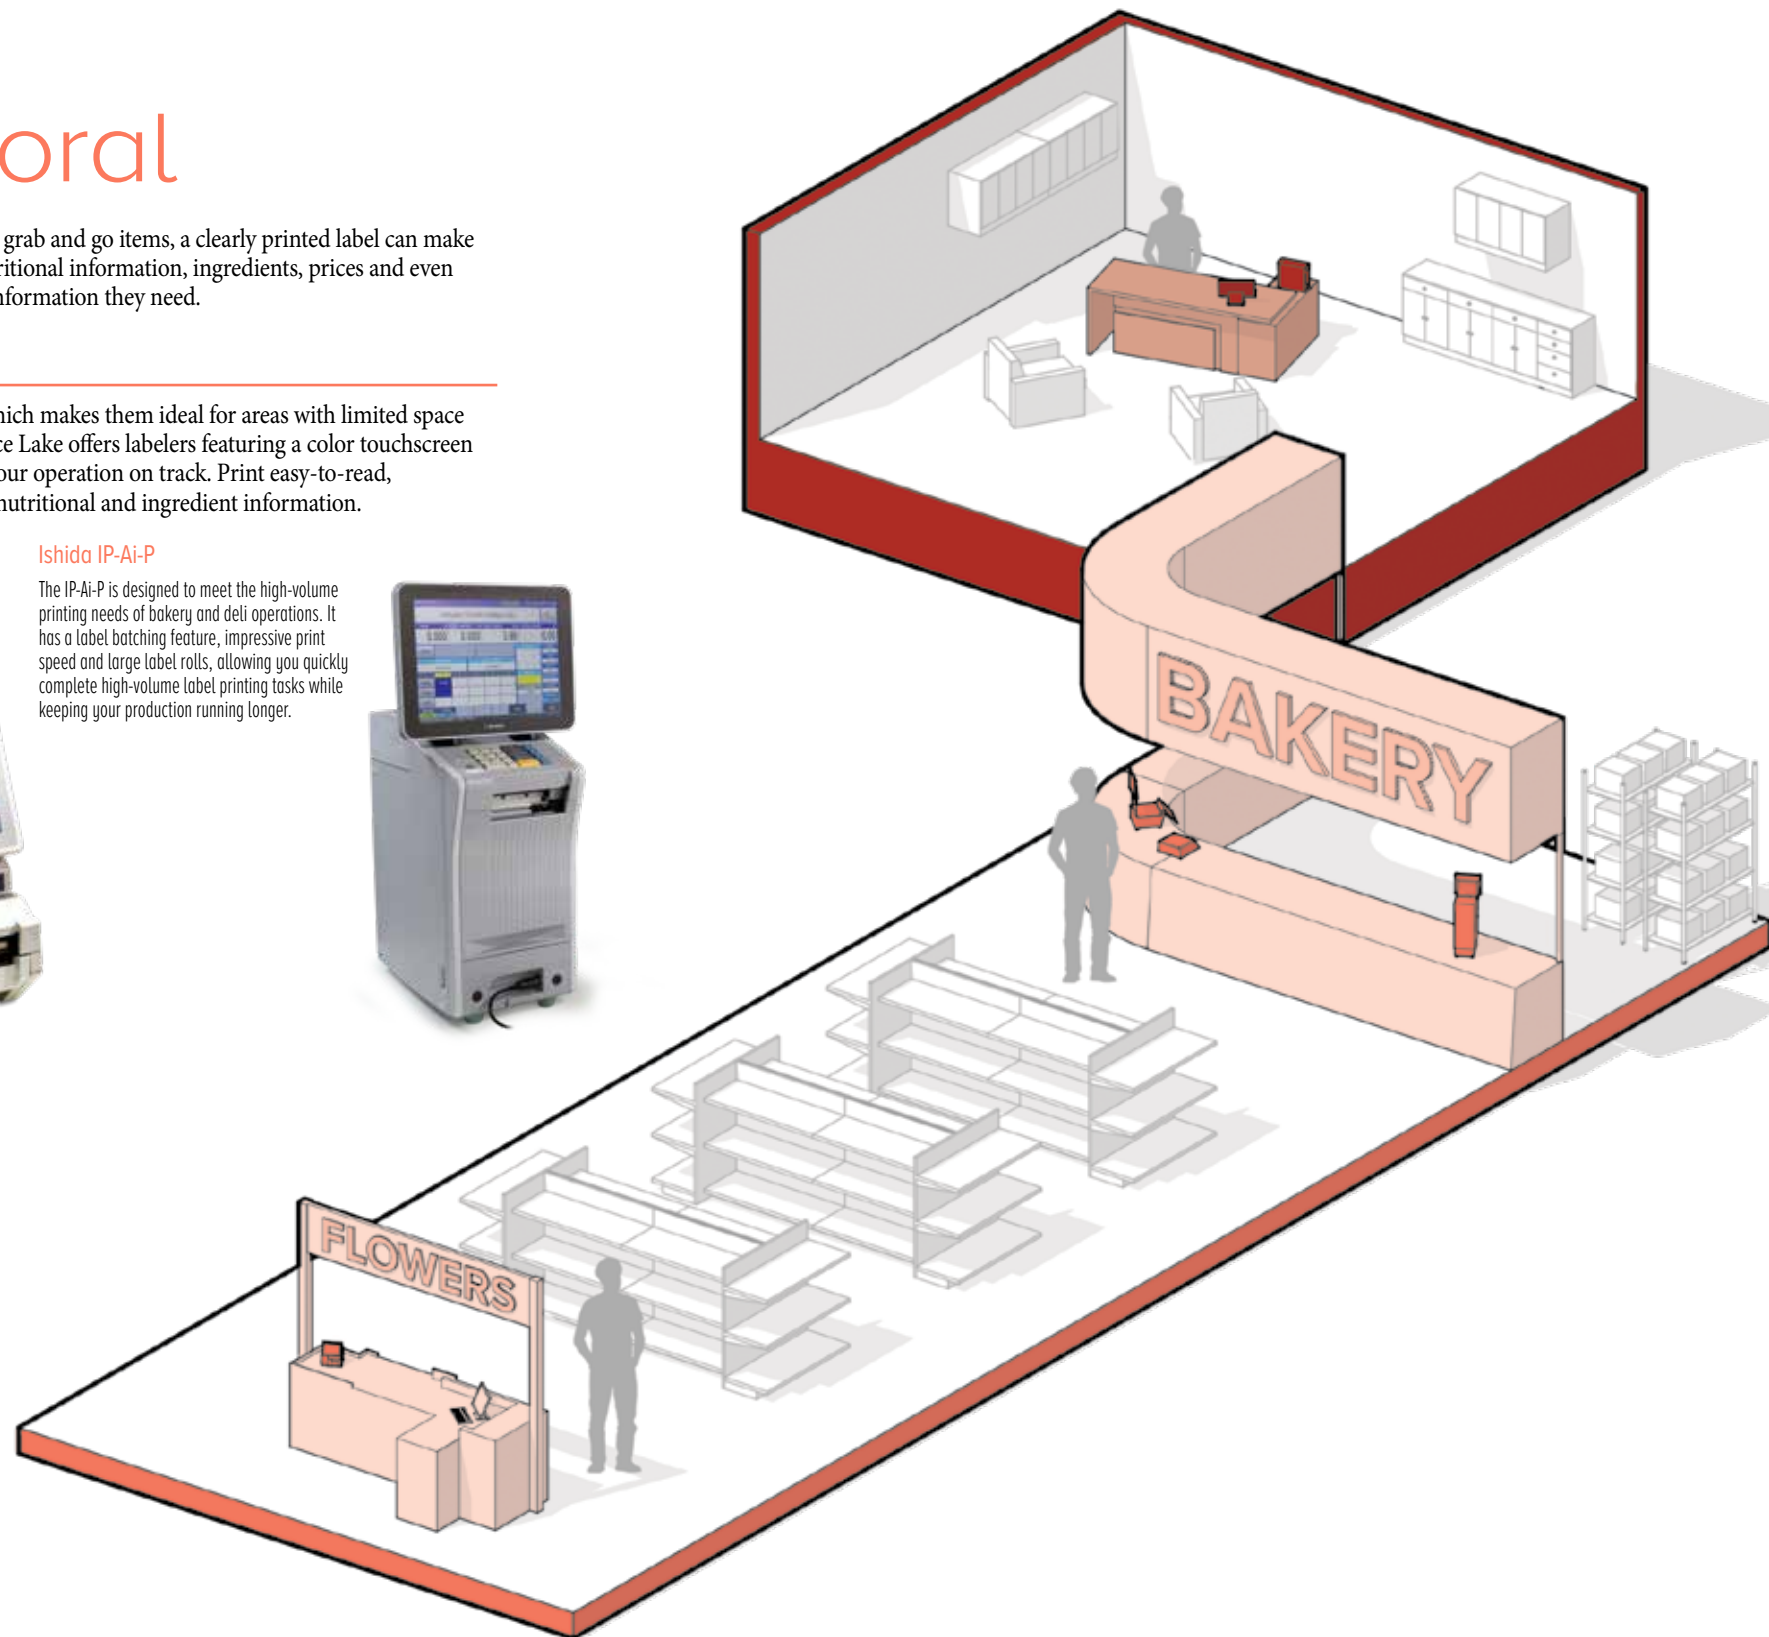 oral
grab and go items, a clearly printed label can make
ritional information, ingredients, prices and even
nformation they need.
hich makes them ideal for areas with limited space
ce Lake offers labelers featuring a color touchscreen
our operation on track. Print easy-to-read,
nutritional and ingredient information.
Ishida IP-Ai-P
The IP-Ai-P is designed to meet the high-volume
printing needs of bakery and deli operations. It
has a label batching feature, impressive print
speed and large label rolls, allowing you quickly
complete high-volume label printing tasks while
keeping your production running longer.
BAKERY
FLOWERS